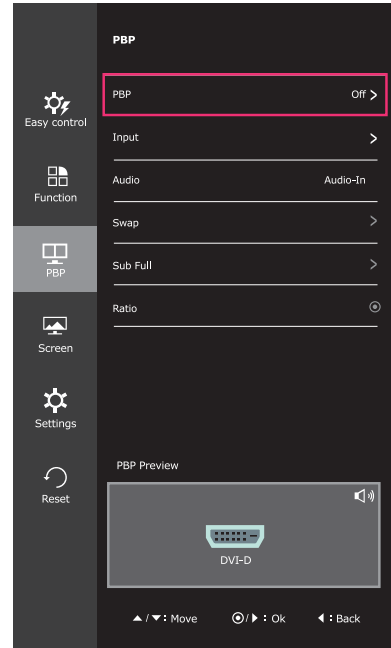 PBP
Easy control
Function
PBP
Screen
Settings
Reset
PBP Off >
Input >
Audio Audio-In
Swap >
Sub Full >
Ratio
PBP Preview
DVI-D
▲ / ▼ : Move ◉ / ▶ : Ok ◀ : Back